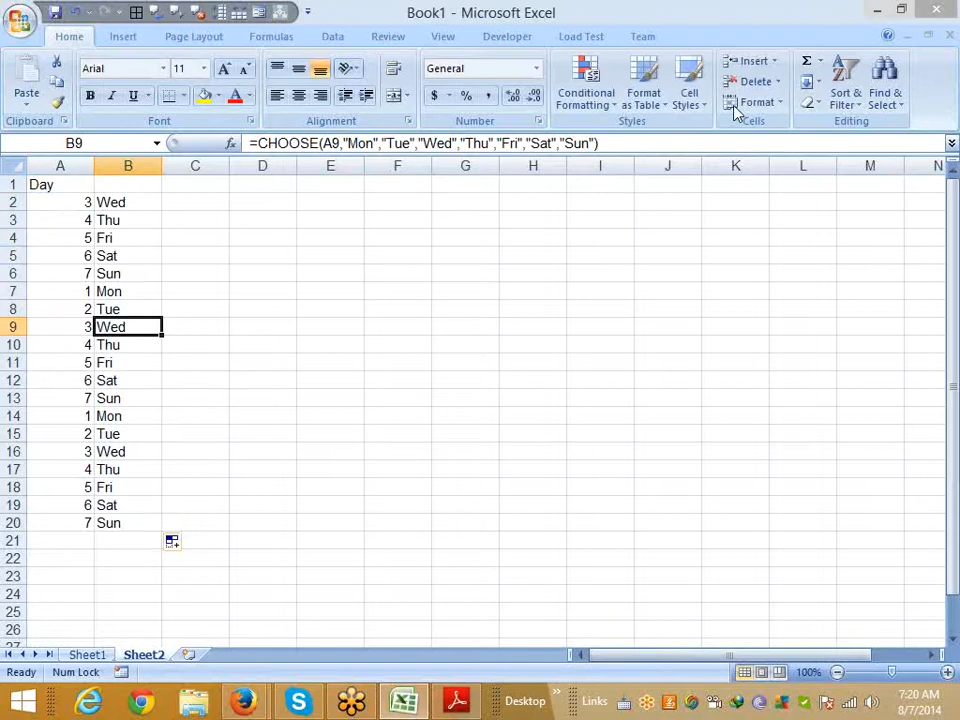 Book1 - Microsoft Excel
Home Insert Page Layout Formulas Data Review View Developer Load Test Team
Paste
Clipboard
Arial 11
B I U
Font
Alignment
General
$ % ,
Number
Conditional Formatting
Format as Table
Cell Styles
Styles
Insert
Delete
Format
Cells
Σ
Sort & Filter
Find & Select
Editing
B9 fx =CHOOSE(A9,"Mon","Tue","Wed","Thu","Fri","Sat","Sun")
A B C D E F G H I J K L M N
1 Day
2 3 Wed
3 4 Thu
4 5 Fri
5 6 Sat
6 7 Sun
7 1 Mon
8 2 Tue
9 3 Wed
10 4 Thu
11 5 Fri
12 6 Sat
13 7 Sun
14 1 Mon
15 2 Tue
16 3 Wed
17 4 Thu
18 5 Fri
19 6 Sat
20 7 Sun
21
22
23
24
25
26
27
Sheet1 Sheet2
Ready Num Lock 100%
Desktop » Links
7:20 AM
8/7/2014